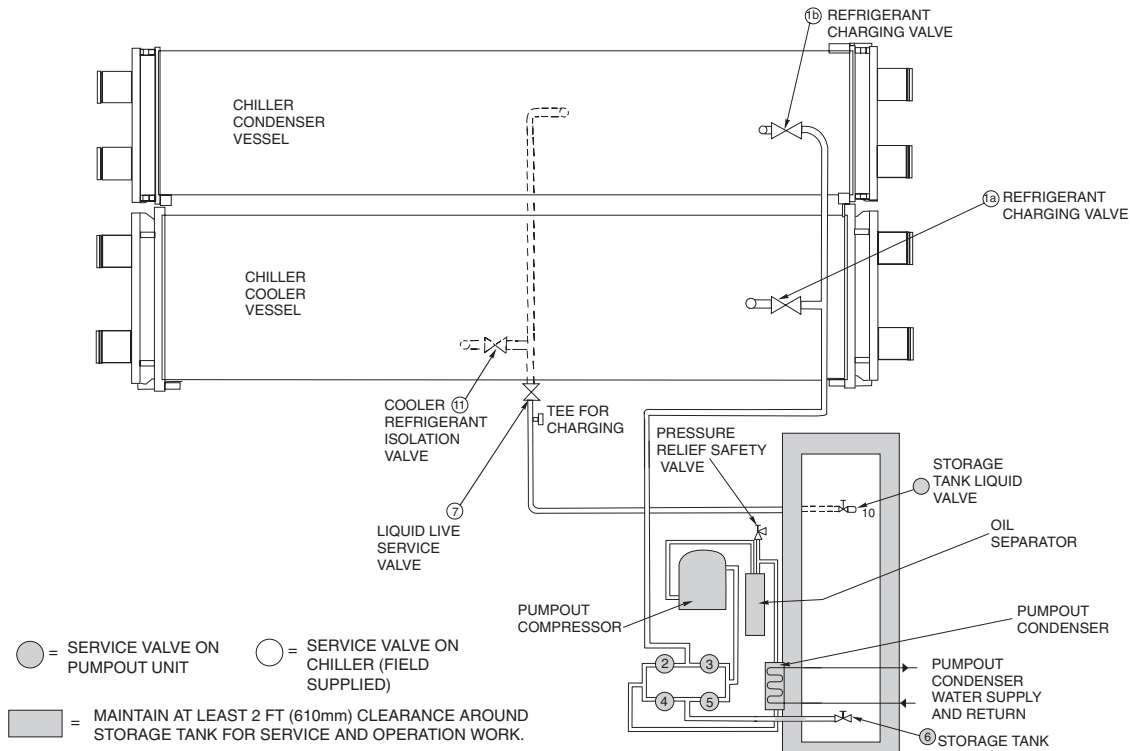 1b REFRIGERANT
CHARGING VALVE
CHILLER
CONDENSER
VESSEL
1a REFRIGERANT
CHARGING VALVE
CHILLER
COOLER
VESSEL
COOLER 11
REFRIGERANT
ISOLATION
VALVE
TEE FOR
CHARGING
PRESSURE
RELIEF SAFETY
VALVE
STORAGE
TANK LIQUID
VALVE
10
7
LIQUID LIVE
SERVICE
VALVE
OIL
SEPARATOR
PUMPOUT
COMPRESSOR
PUMPOUT
CONDENSER
2 3
4 5
PUMPOUT
CONDENSER
WATER SUPPLY
AND RETURN
6 STORAGE TANK
= SERVICE VALVE ON
PUMPOUT UNIT
= SERVICE VALVE ON
CHILLER (FIELD
SUPPLIED)
= MAINTAIN AT LEAST 2 FT (610mm) CLEARANCE AROUND
STORAGE TANK FOR SERVICE AND OPERATION WORK.